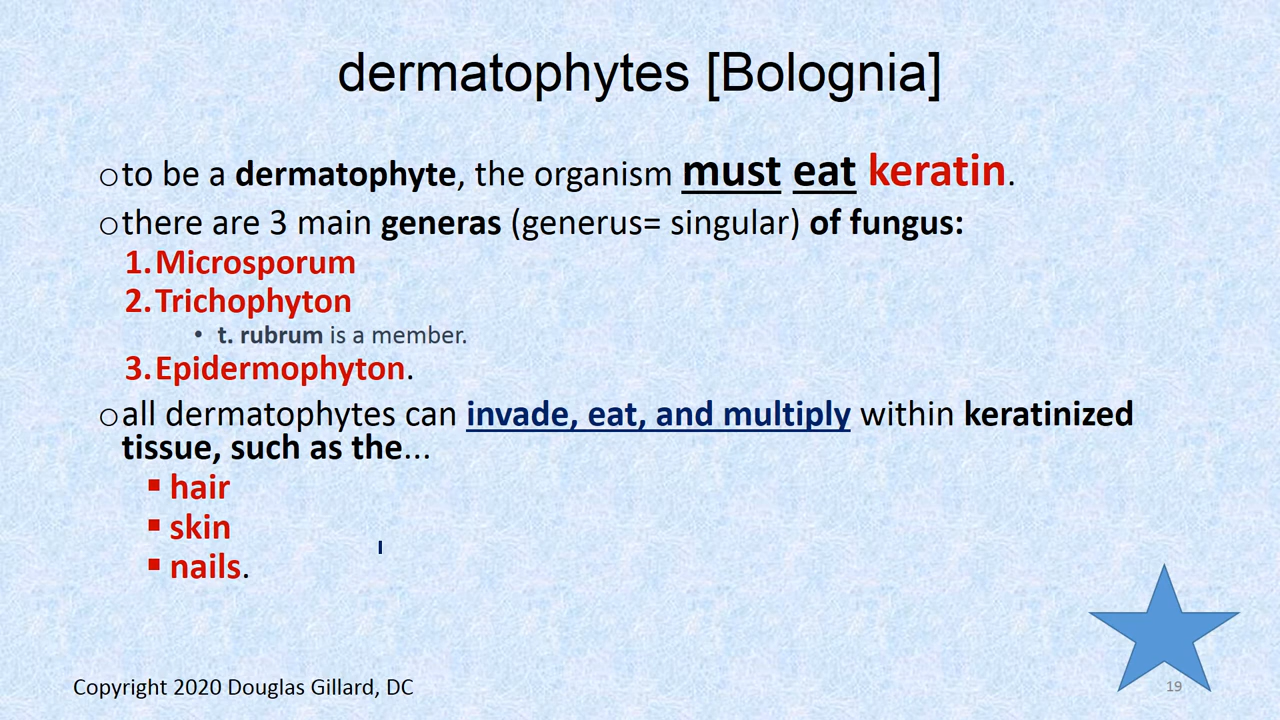 dermatophytes [Bolognia]
to be a dermatophyte, the organism must eat keratin.
there are 3 main generas (generus= singular) of fungus:
1. Microsporum
2. Trichophyton
• t. rubrum is a member.
3. Epidermophyton.
all dermatophytes can invade, eat, and multiply within keratinized
tissue, such as the...
hair
skin
nails.
Copyright 2020 Douglas Gillard, DC
19